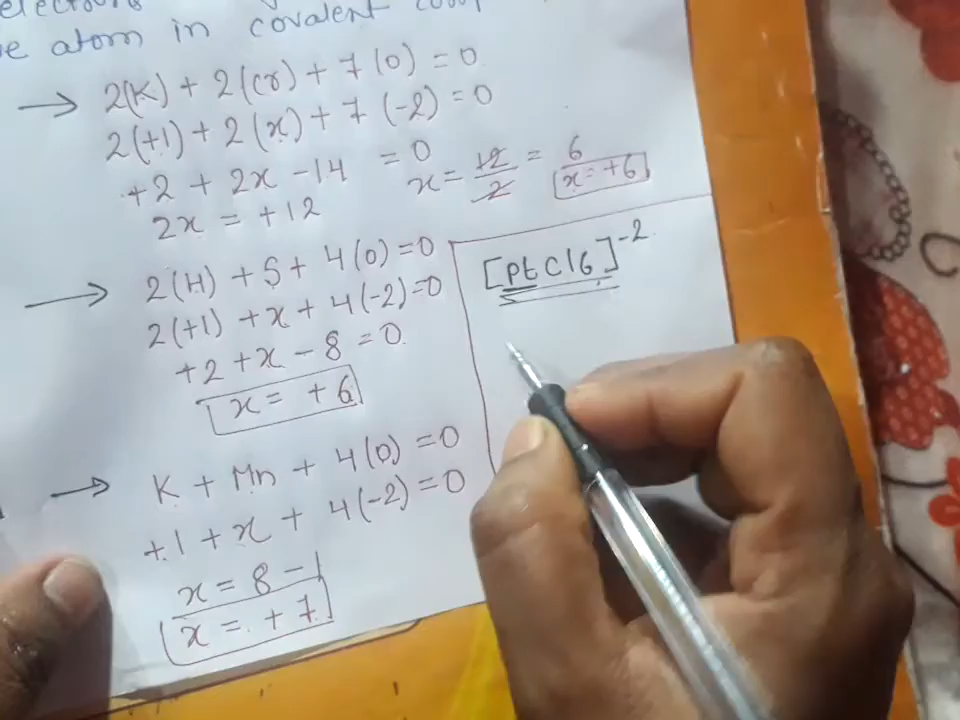 atom in covalent
2(K) + 2(Cr) + 7(O) = 0
2(+1) + 2(x) + 7(-2) = 0
+2 + 2x - 14 = 0
2x = +12
x = +12/2 = 6
x = +6
2(H) + S + 4(O) = 0
2(+1) + x + 4(-2) = 0
+2 + x - 8 = 0
x = +6
K + Mn + 4(O) = 0
+1 + x + 4(-2) = 0
x = 8 - 1
x = +7
[PtCl6]-2